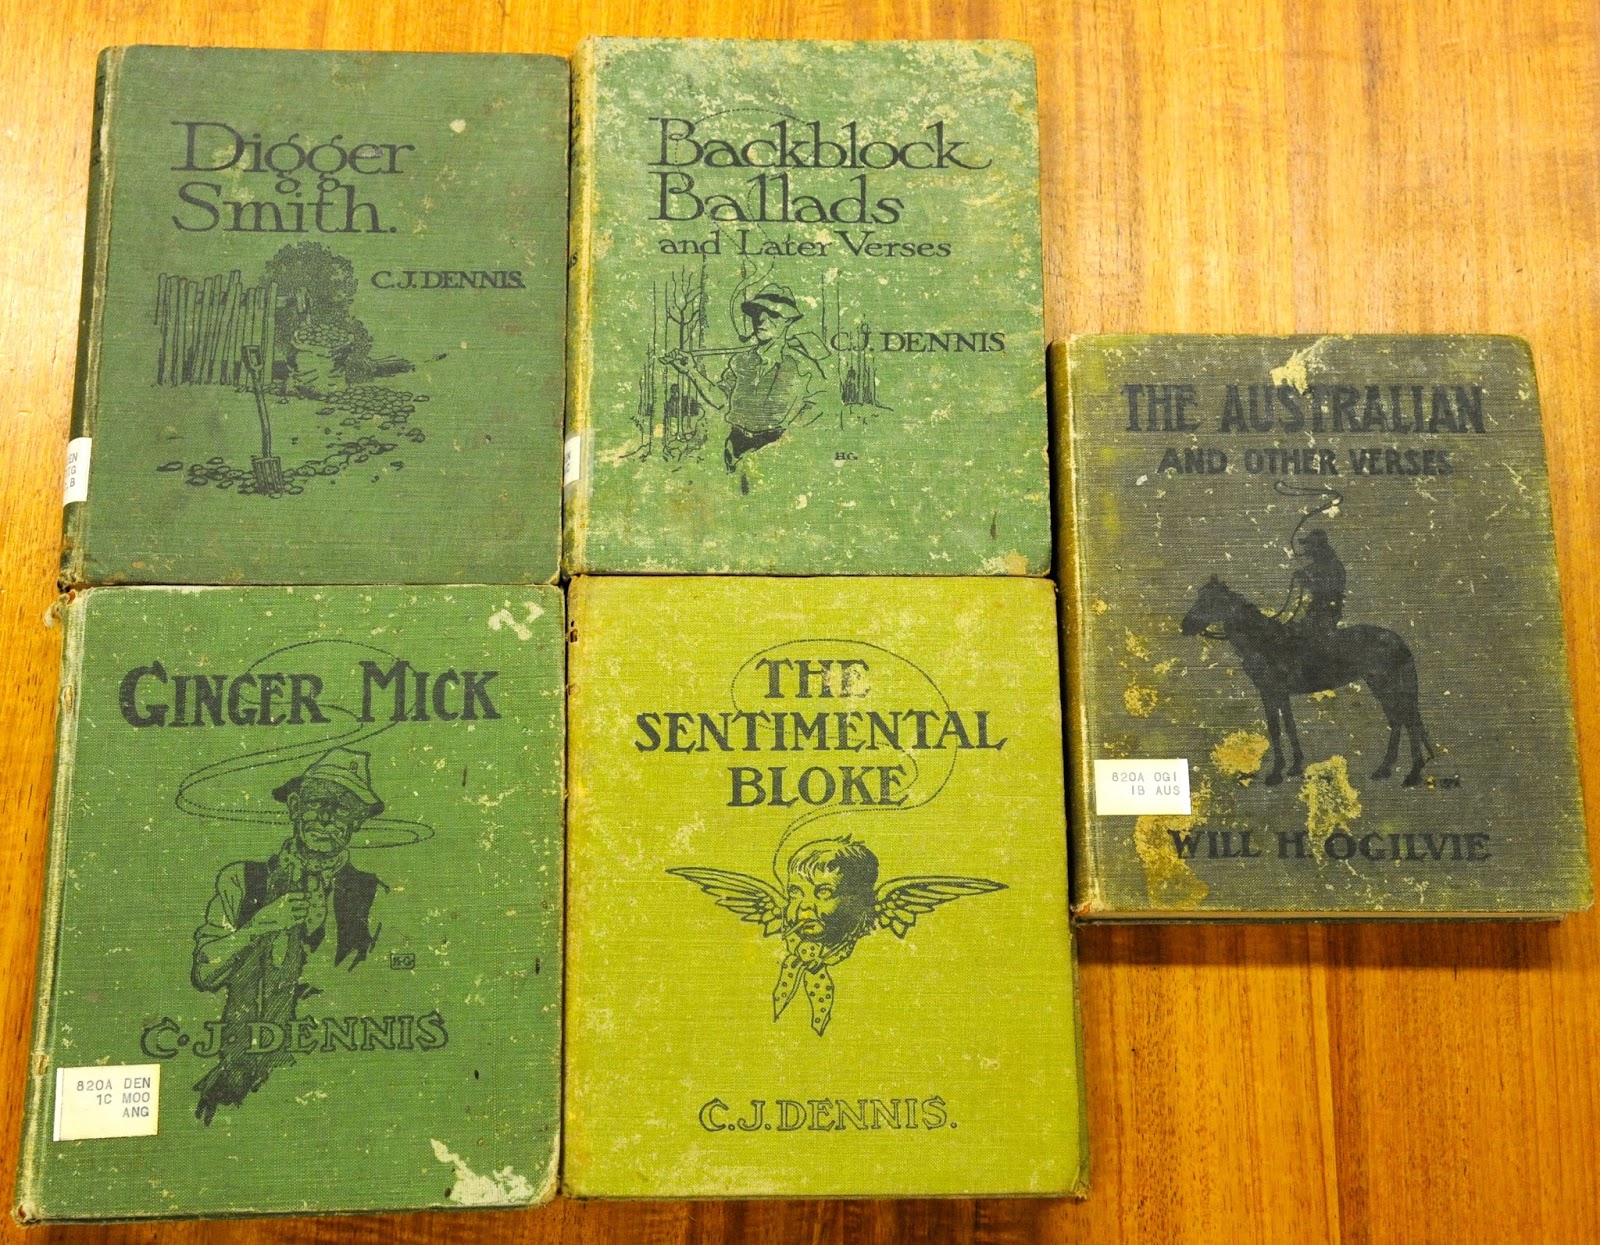 Digger
Smith.
C.J. DENNIS.
EN
G
B
Backblock
Ballads
and Later Verses
C.J. DENNIS
H.G.
GINGER MICK
H·G
C·J·DENNIS
820A DEN
1C MOO
ANG
THE
SENTIMENTAL
BLOKE
C.J.DENNIS.
THE AUSTRALIAN
AND OTHER VERSES
820A OGI
1B AUS
WILL H. OGILVIE